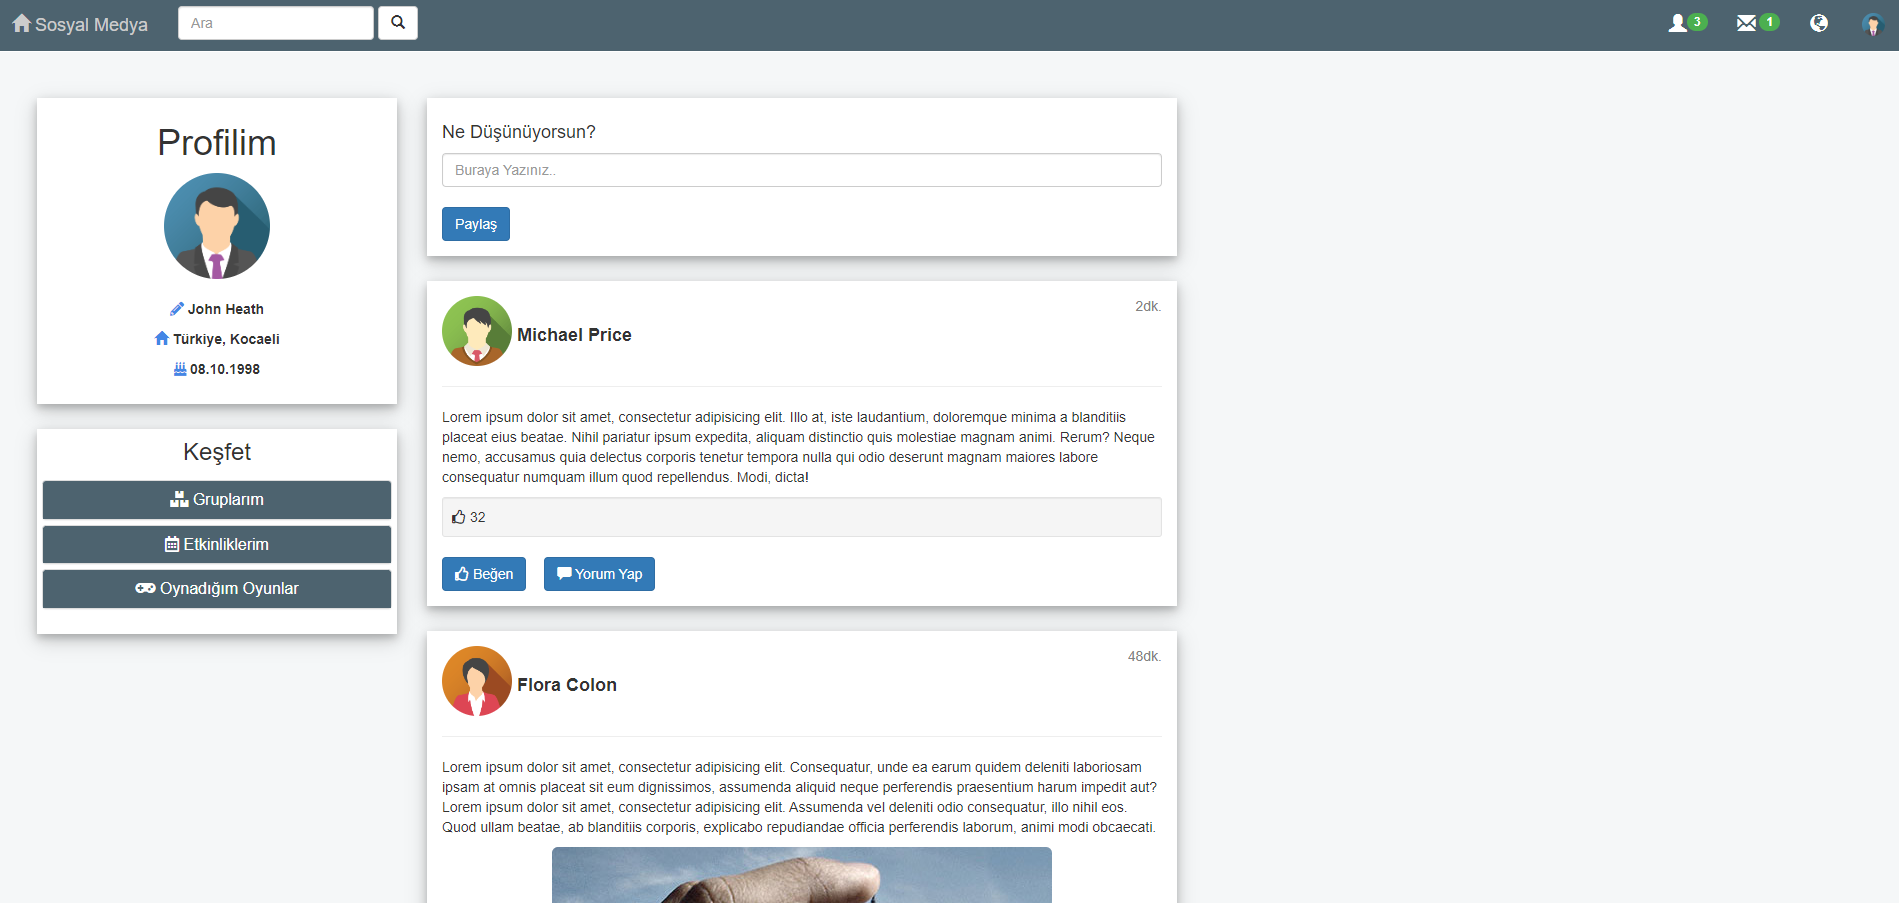 Sosyal Medya
Ara
3
1
Profilim
John Heath
Türkiye, Kocaeli
08.10.1998
Keşfet
Gruplarım
Etkinliklerim
Oynadığım Oyunlar
Ne Düşünüyorsun?
Buraya Yazınız..
Paylaş
Michael Price
2dk.
Lorem ipsum dolor sit amet, consectetur adipisicing elit. Illo at, iste laudantium, doloremque minima a blanditiis
placeat eius beatae. Nihil pariatur ipsum expedita, aliquam distinctio quis molestiae magnam animi. Rerum? Neque
nemo, accusamus quia delectus corporis tenetur tempora nulla qui odio deserunt magnam maiores labore
consequatur numquam illum quod repellendus. Modi, dicta!
32
Beğen
Yorum Yap
Flora Colon
48dk.
Lorem ipsum dolor sit amet, consectetur adipisicing elit. Consequatur, unde ea earum quidem deleniti laboriosam
ipsam at omnis placeat sit eum dignissimos, assumenda aliquid neque perferendis praesentium harum impedit aut?
Lorem ipsum dolor sit amet, consectetur adipisicing elit. Assumenda vel deleniti odio consequatur, illo nihil eos.
Quod ullam beatae, ab blanditiis corporis, explicabo repudiandae officia perferendis laborum, animi modi obcaecati.